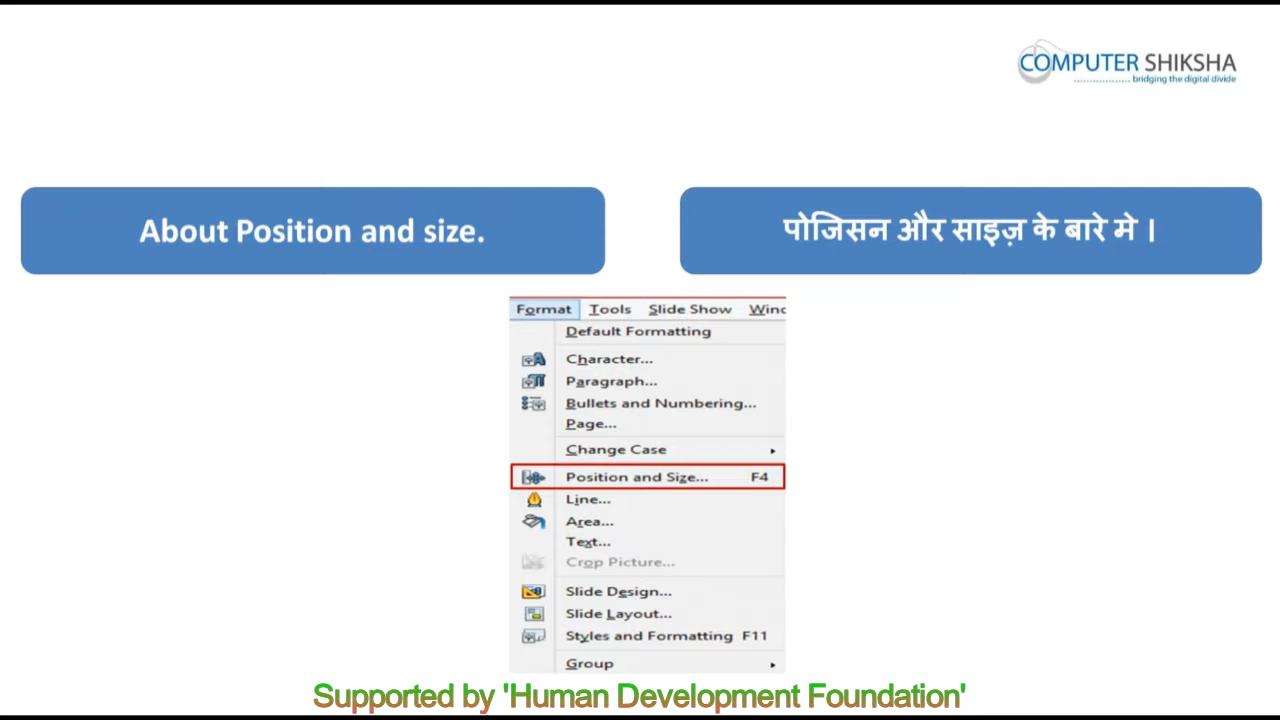 COMPUTER SHIKSHA
bridging the digital divide
About Position and size.
पोजिसन और साइज़ के बारे मे ।
Format Tools Slide Show Winc
Default Formatting
Character...
Paragraph...
Bullets and Numbering...
Page...
Change Case
Position and Size... F4
Line...
Area...
Text...
Crop Picture...
Slide Design...
Slide Layout...
Styles and Formatting F11
Group
Supported by 'Human Development Foundation'